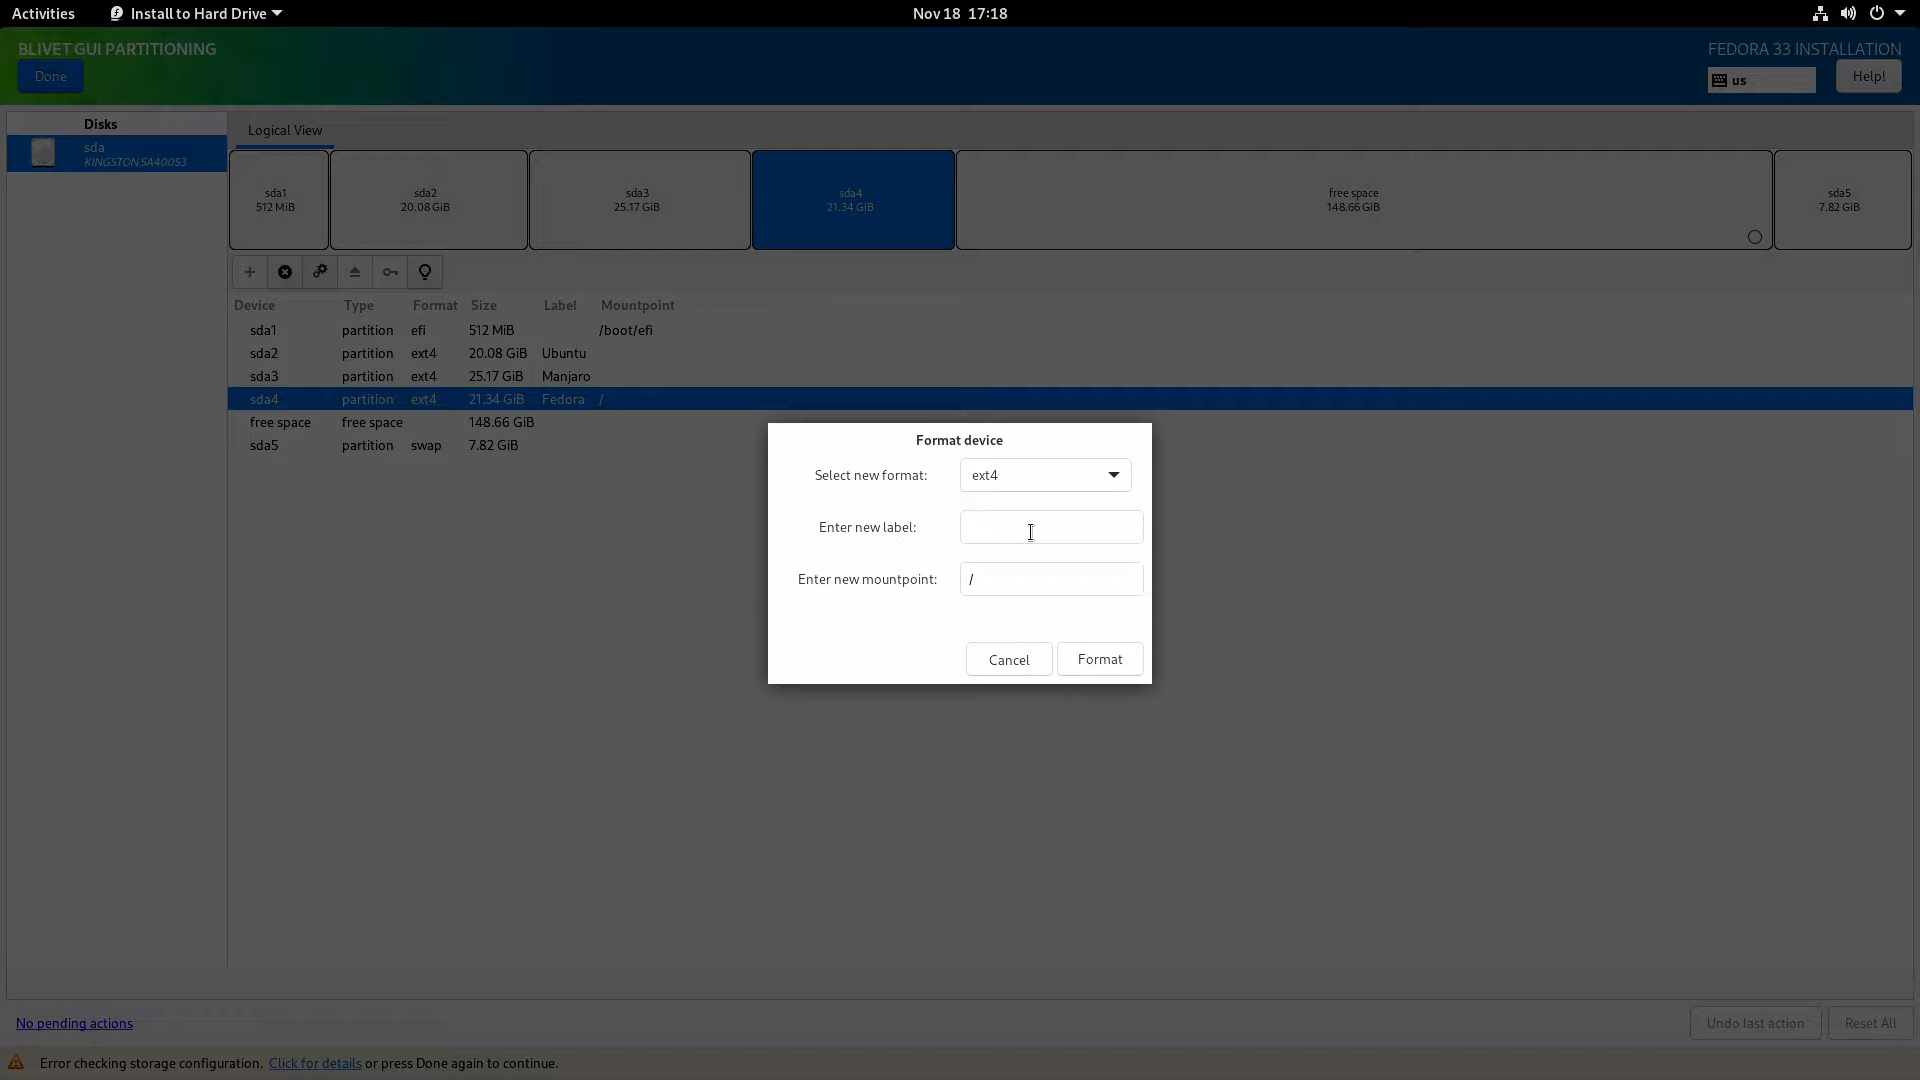 Activities
Install to Hard Drive
Nov 18 17:18
BLIVET GUI PARTITIONING
Done
FEDORA 33 INSTALLATION
us
Help!
Disks
sda
KINGSTON SA400S3
Logical View
sda1
512 MiB
sda2
20.08 GiB
sda3
25.17 GiB
sda4
21.34 GiB
free space
148.66 GiB
sda5
7.82 GiB
Device Type Format Size Label Mountpoint
sda1 partition efi 512 MiB /boot/efi
sda2 partition ext4 20.08 GiB Ubuntu
sda3 partition ext4 25.17 GiB Manjaro
sda4 partition ext4 21.34 GiB Fedora /
free space free space 148.66 GiB
sda5 partition swap 7.82 GiB
Format device
Select new format: ext4
Enter new label:
Enter new mountpoint: /
Cancel Format
No pending actions
Undo last action
Reset All
Error checking storage configuration. Click for details or press Done again to continue.